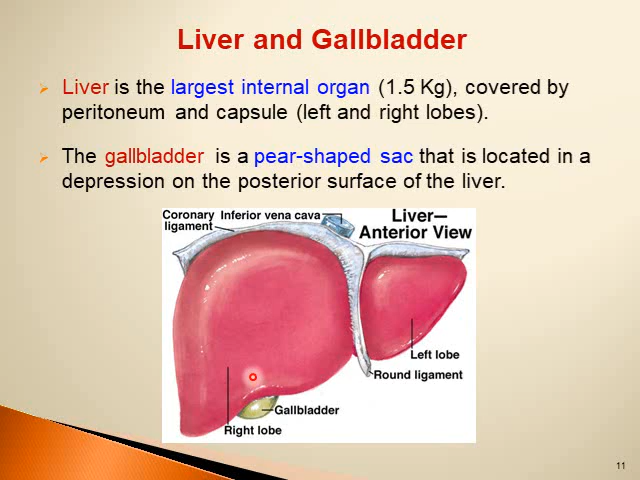 Liver and Gallbladder
Liver is the largest internal organ (1.5 Kg), covered by
peritoneum and capsule (left and right lobes).
The gallbladder is a pear-shaped sac that is located in a
depression on the posterior surface of the liver.
Coronary
ligament
Inferior vena cava
Liver—
Anterior View
Left lobe
Round ligament
Gallbladder
Right lobe
11